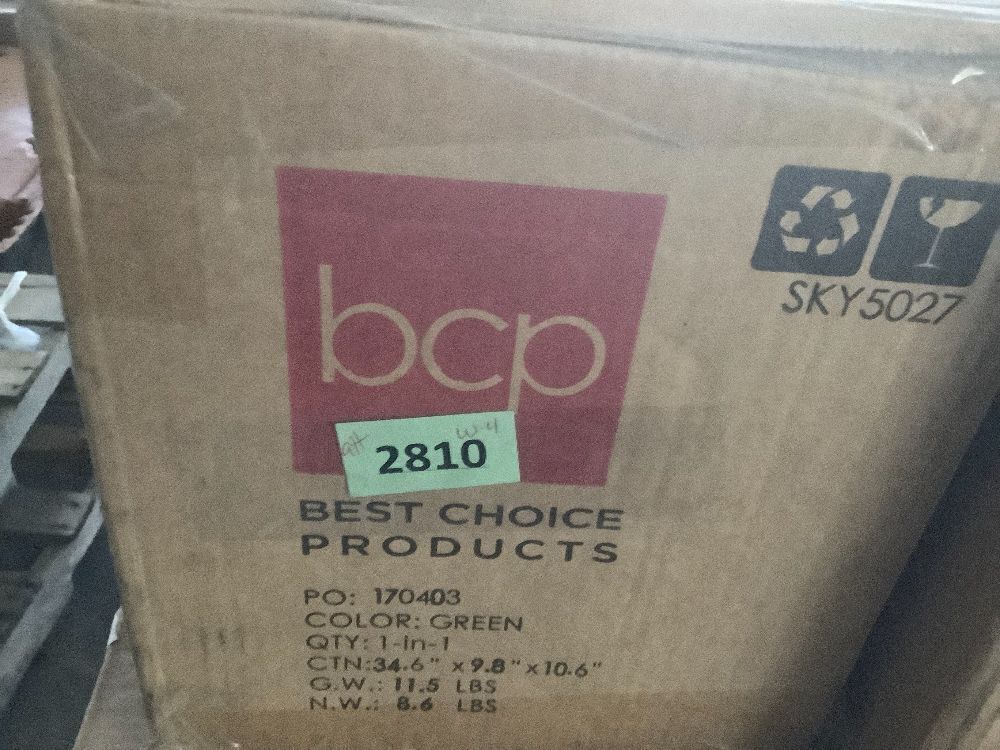 SKY5027
bcp
W-4
2810
BEST CHOICE
PRODUCTS
PO: 170403
COLOR: GREEN
QTY: 1-in-1
CTN:34.6" x 9.8" x 10.6"
G.W.: 11.5 LBS
N.W.: 8.6 LBS